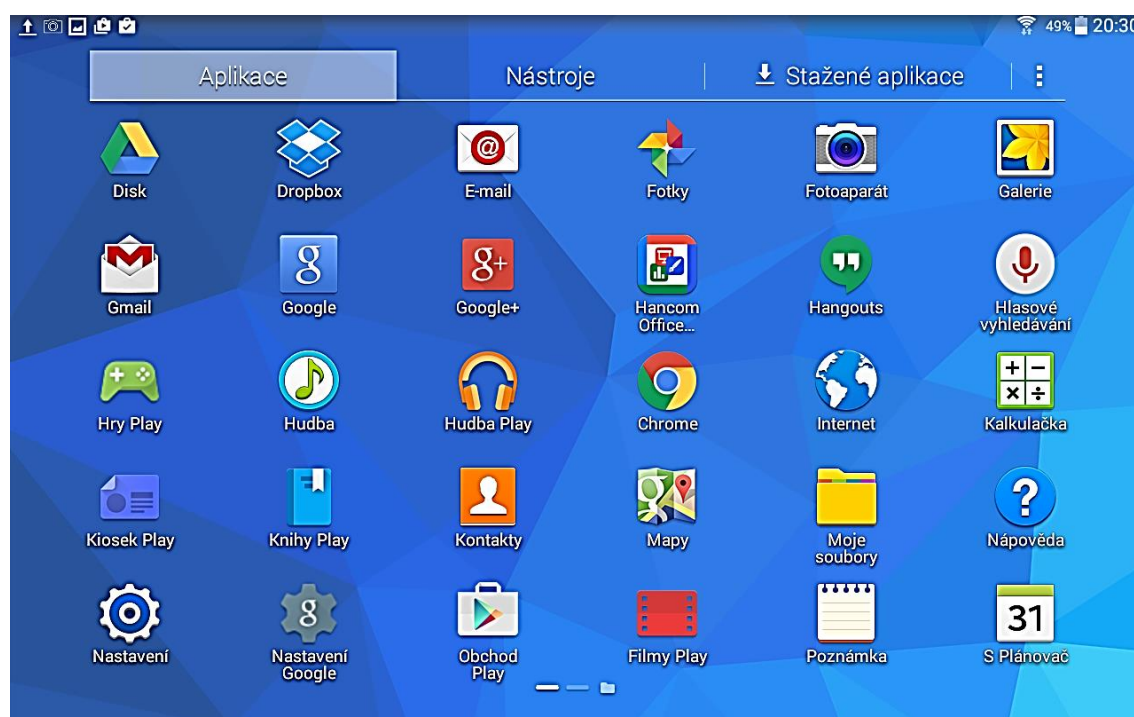 49% 20:30
Aplikace Nástroje Stažené aplikace
Disk Dropbox E-mail Fotky Fotoaparát Galerie
Gmail Google Google+ Hancom Office... Hangouts Hlasové vyhledávání
Hry Play Hudba Hudba Play Chrome Internet Kalkulačka
Kiosek Play Knihy Play Kontakty Mapy Moje soubory Nápověda
31
Nastavení Nastavení Google Obchod Play Filmy Play Poznámka S Plánovač